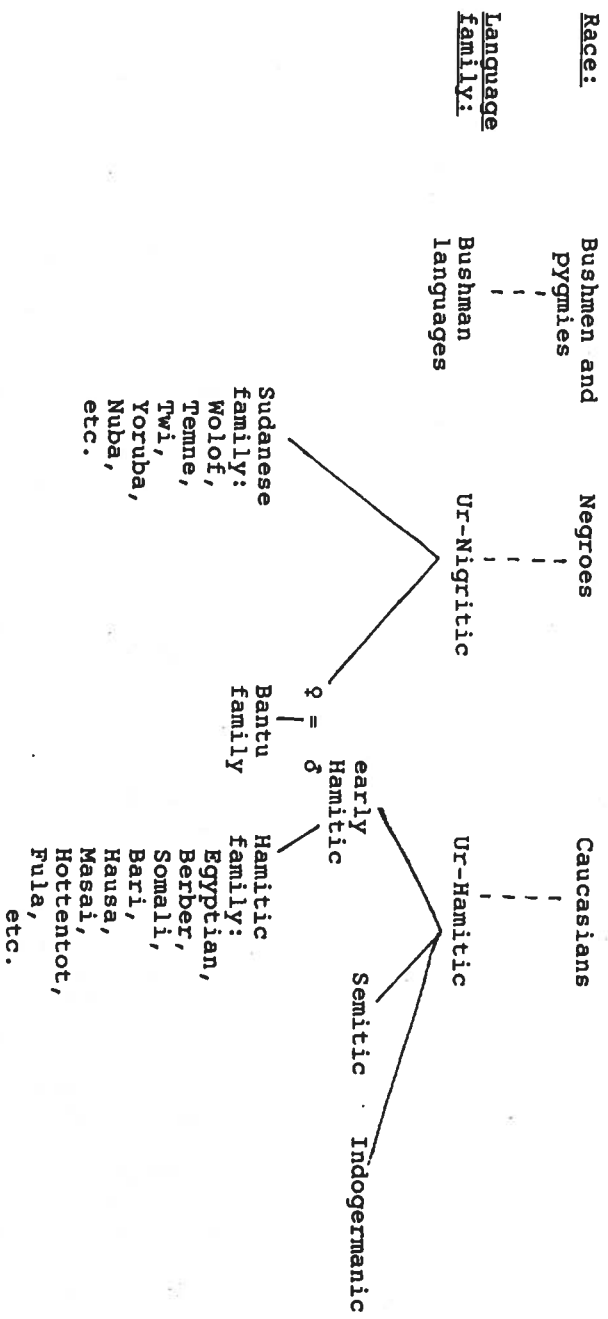 Race:
Bushmen and
pygmies
Negroes
Caucasians
Language
family:
Bushman
languages
Ur-Nigritic
Ur-Hamitic
Sudanese
family:
Wolof,
Temne,
Twi,
Yoruba,
Nuba,
etc.
♀ = ♂
Bantu
family
early
Hamitic
Hamitic
family:
Egyptian,
Berber,
Somali,
Bari,
Hausa,
Masai,
Hottentot,
Fula,
etc.
Semitic
Indogermanic